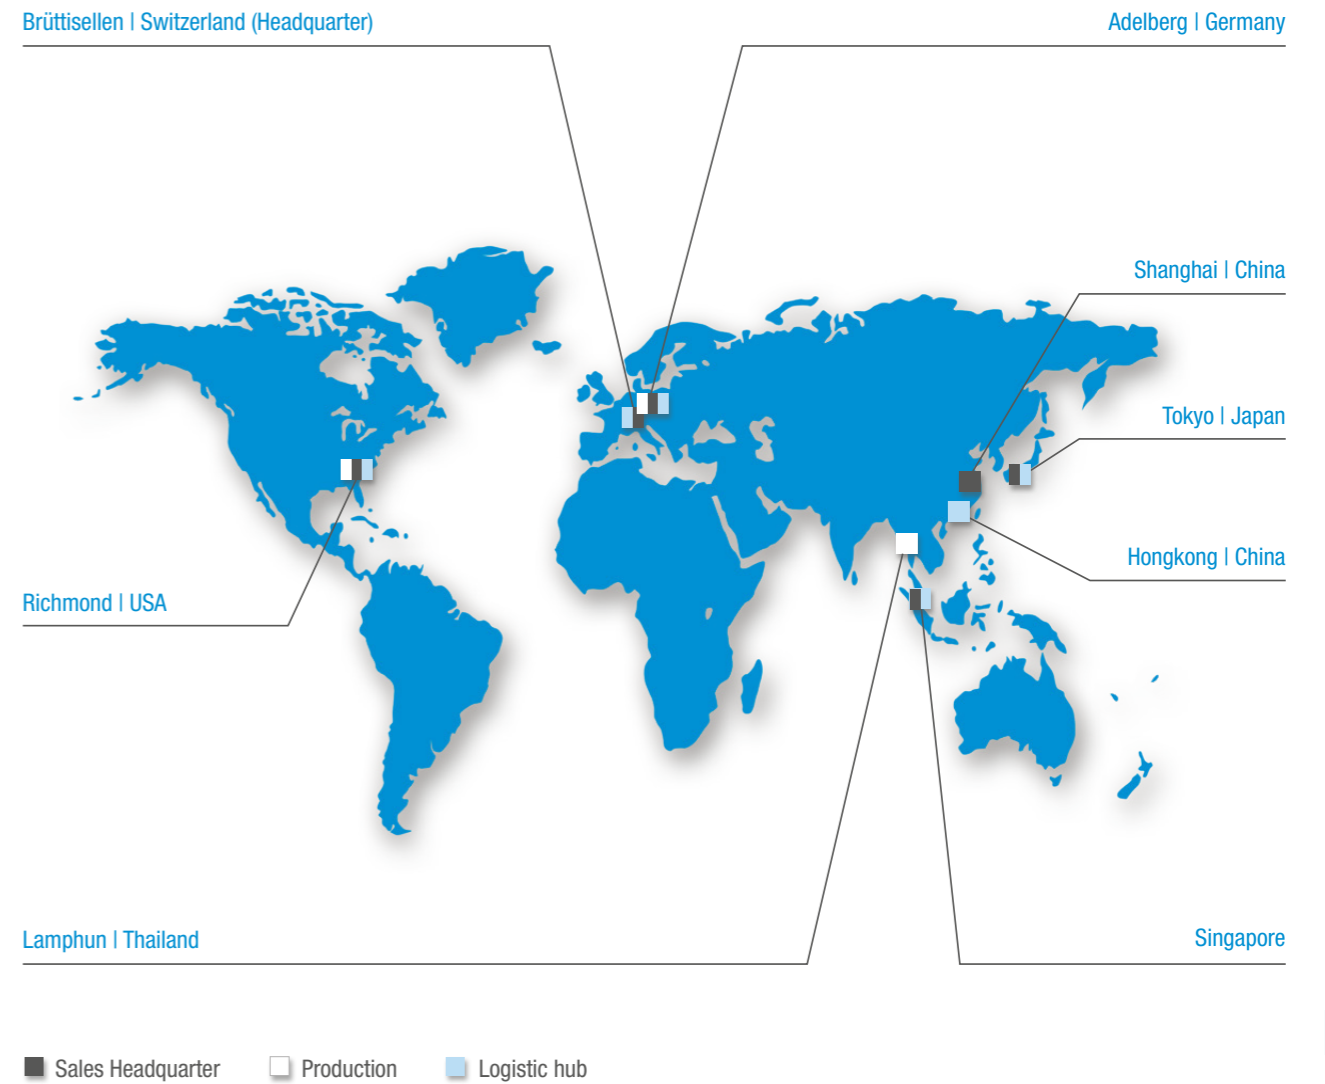 Brüttisellen | Switzerland (Headquarter)
Adelberg | Germany
Shanghai | China
Tokyo | Japan
Hongkong | China
Richmond | USA
Lamphun | Thailand
Singapore
Sales Headquarter
Production
Logistic hub